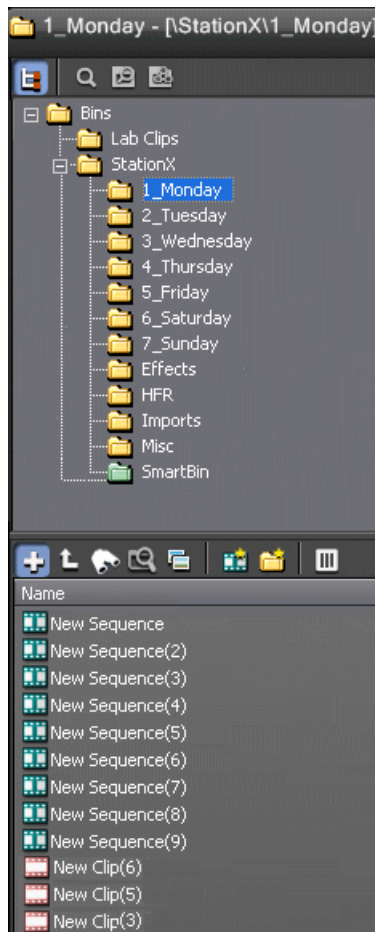 1_Monday - [\StationX\1_Monday]
Bins
Lab Clips
StationX
1_Monday
2_Tuesday
3_Wednesday
4_Thursday
5_Friday
6_Saturday
7_Sunday
Effects
HFR
Imports
Misc
SmartBin
Name
New Sequence
New Sequence(2)
New Sequence(3)
New Sequence(4)
New Sequence(5)
New Sequence(6)
New Sequence(7)
New Sequence(8)
New Sequence(9)
New Clip(6)
New Clip(5)
New Clip(3)